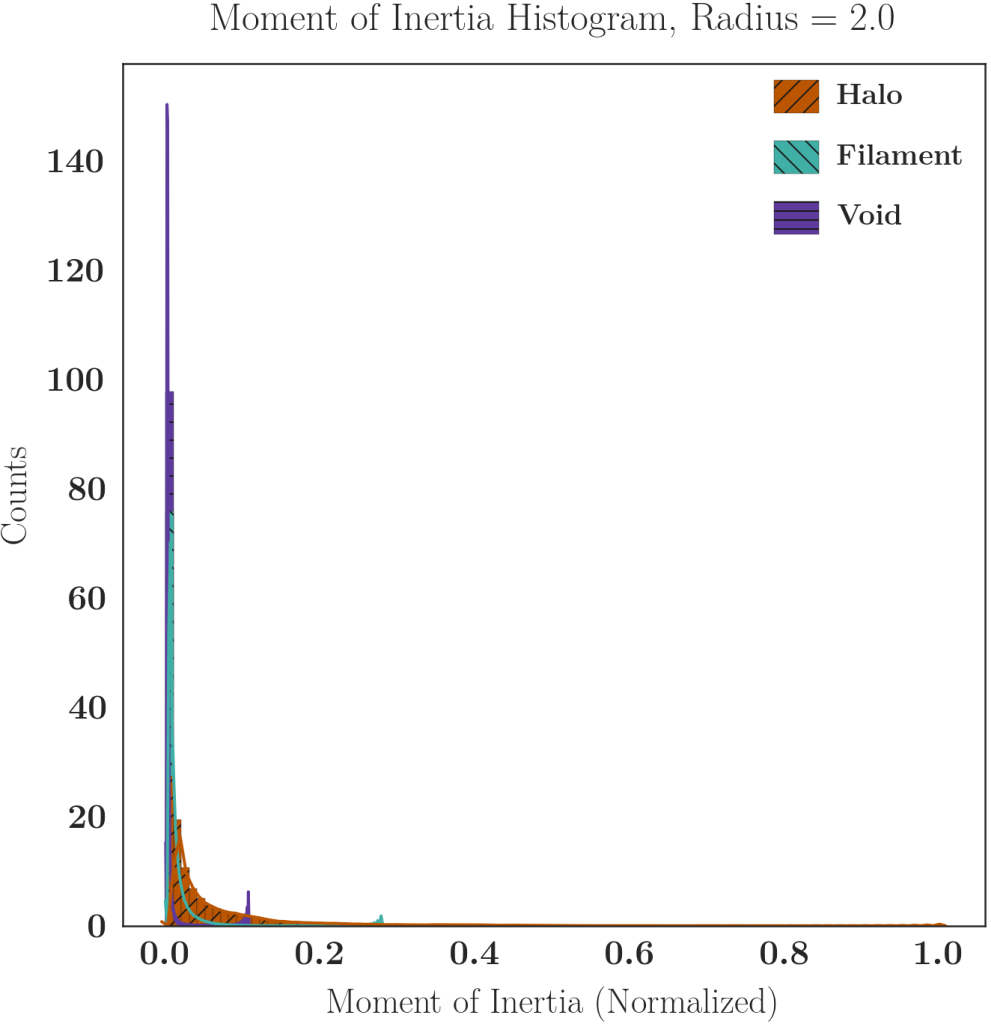 Moment of Inertia Histogram, Radius = 2.0
Halo
Filament
Void
140
120
100
80
60
40
20
0
Counts
0.0 0.2 0.4 0.6 0.8 1.0
Moment of Inertia (Normalized)